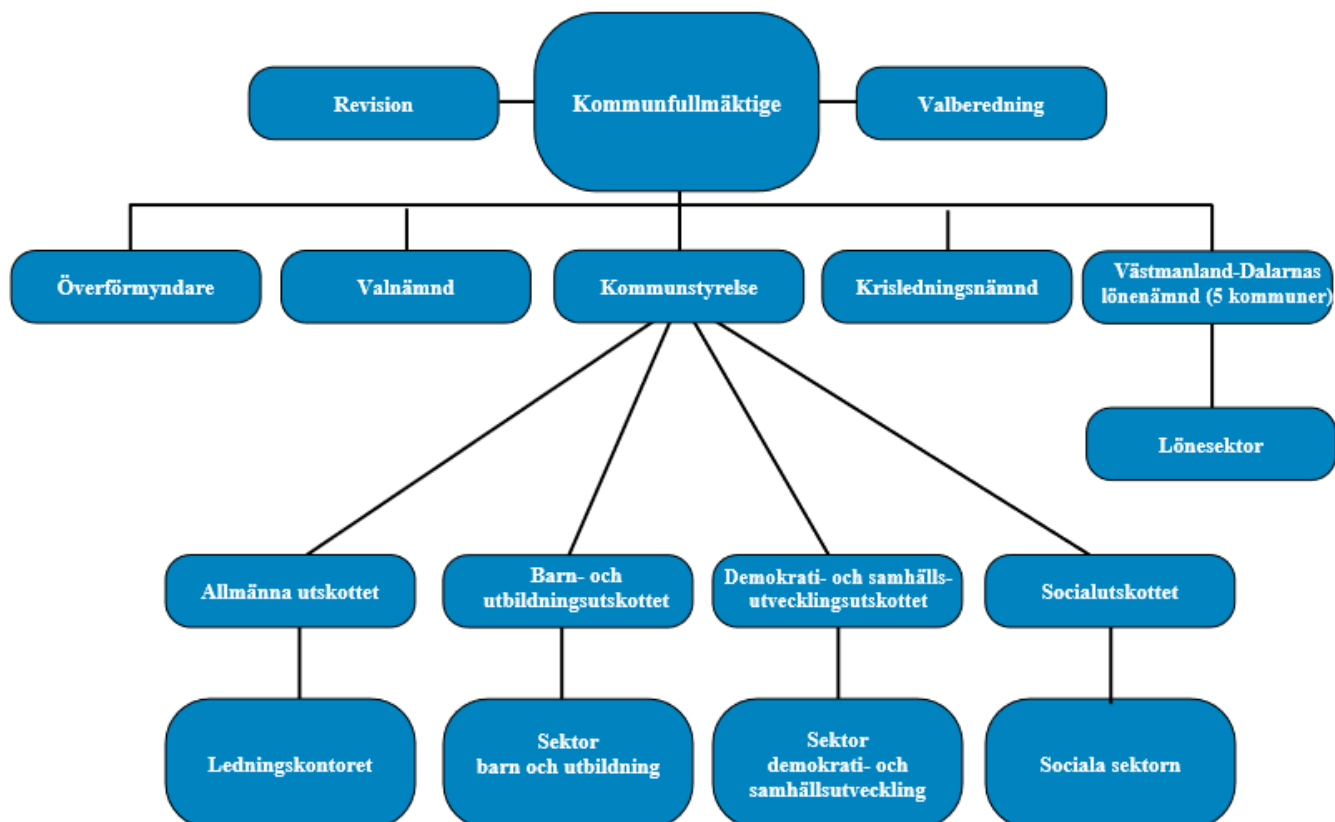 Revision
Kommunfullmäktige
Valberedning
Överförmyndare
Valnämnd
Kommunstyrelse
Krisledningsnämnd
Västmanland-Dalarnas
lönenämnd (5 kommuner)
Lönesektor
Allmänna utskottet
Barn- och
utbildningsutskottet
Demokrati- och samhälls-
utvecklingsutskottet
Socialutskottet
Ledningskontoret
Sektor
barn och utbildning
Sektor
demokrati- och
samhällsutveckling
Sociala sektorn